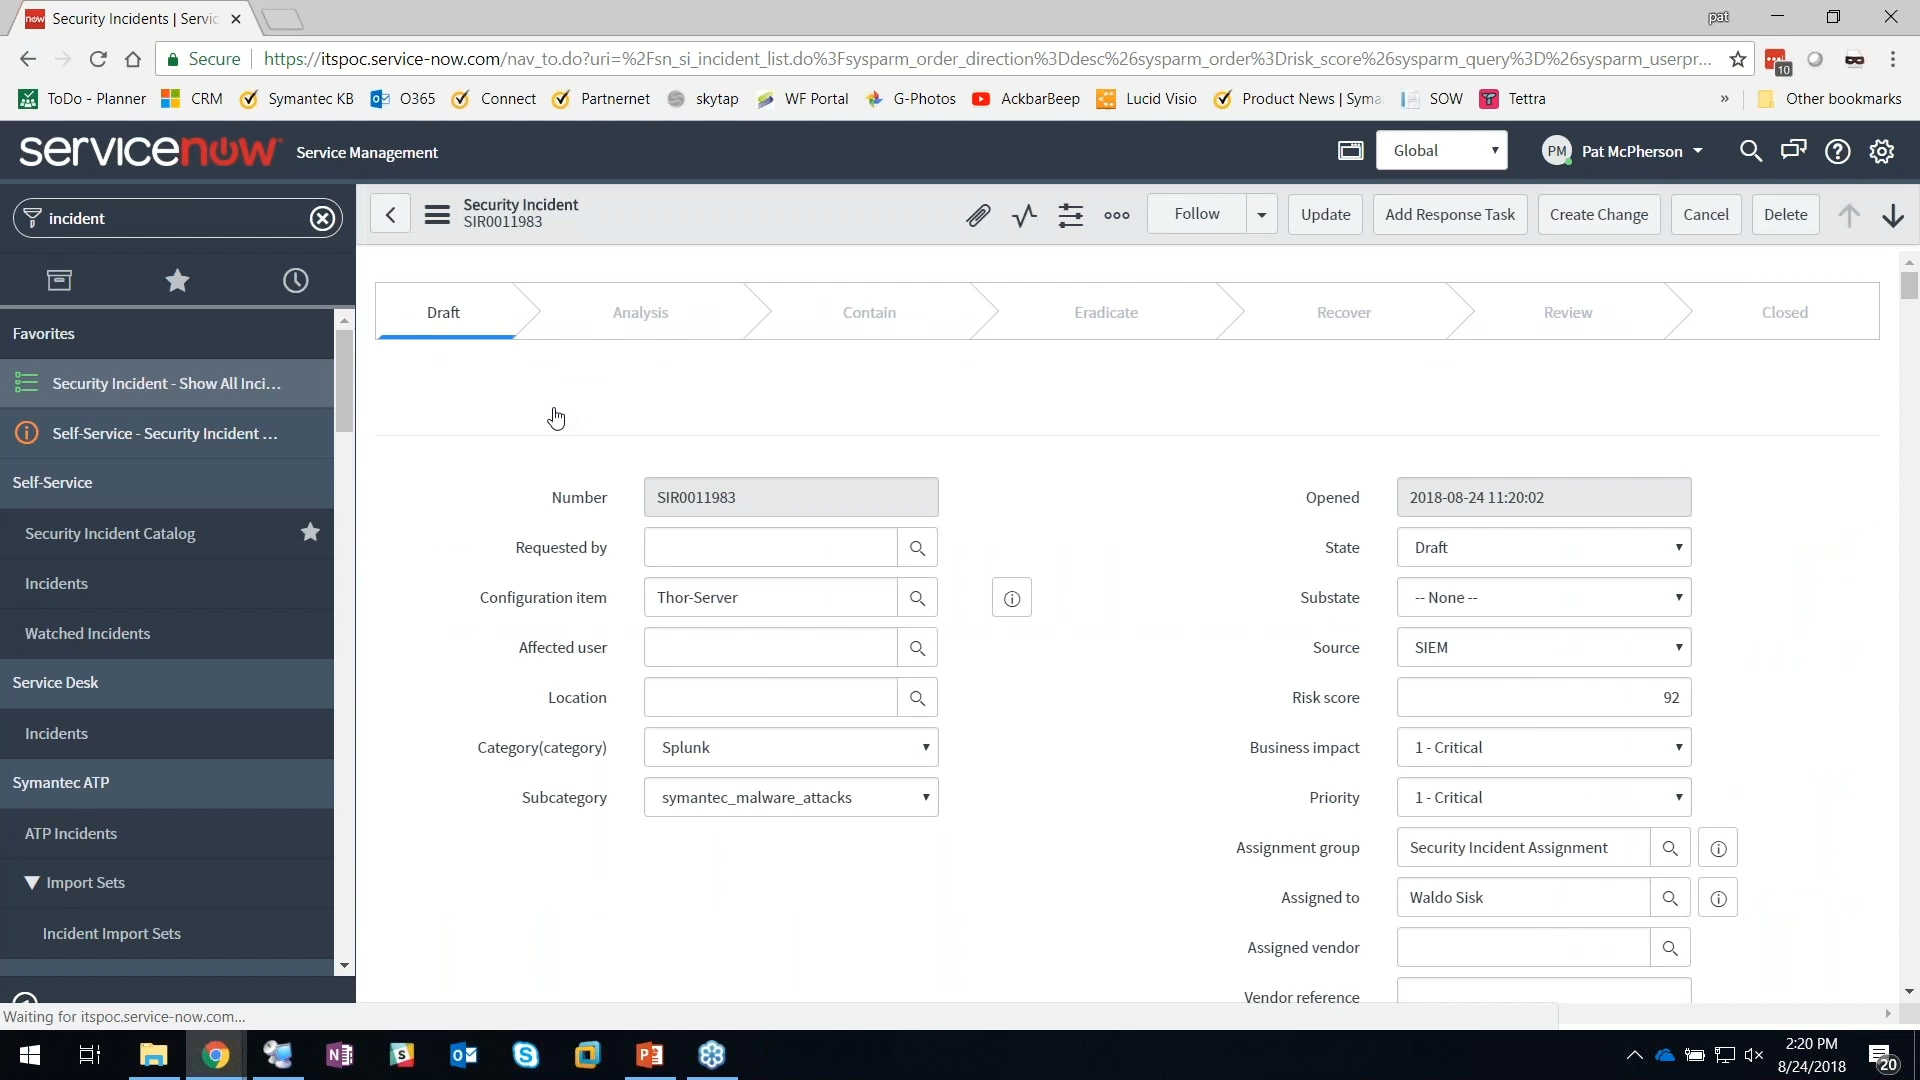 now Security Incidents | Servic
pat
Secure https://itspoc.service-now.com/nav_to.do?uri=%2Fsn_si_incident_list.do%3Fsysparm_order_direction%3Ddesc%26sysparm_order%3Drisk_score%26sysparm_query%3D%26sysparm_userpr...
10
ToDo - Planner CRM Symantec KB O365 Connect Partnernet skytap WF Portal G-Photos AckbarBeep Lucid Visio Product News | Syma SOW Tettra » Other bookmarks
servicenow Service Management Global PM Pat McPherson
incident
Security Incident
SIR0011983
Follow Update Add Response Task Create Change Cancel Delete
Draft Analysis Contain Eradicate Recover Review Closed
Favorites
Security Incident - Show All Inci...
Self-Service - Security Incident ...
Self-Service
Security Incident Catalog
Incidents
Watched Incidents
Service Desk
Incidents
Symantec ATP
ATP Incidents
Import Sets
Incident Import Sets
Number SIR0011983
Requested by
Configuration item Thor-Server
Affected user
Location
Category(category) Splunk
Subcategory symantec_malware_attacks
Opened 2018-08-24 11:20:02
State Draft
Substate -- None --
Source SIEM
Risk score 92
Business impact 1 - Critical
Priority 1 - Critical
Assignment group Security Incident Assignment
Assigned to Waldo Sisk
Assigned vendor
Vendor reference
Waiting for itspoc.service-now.com...
2:20 PM
8/24/2018
20